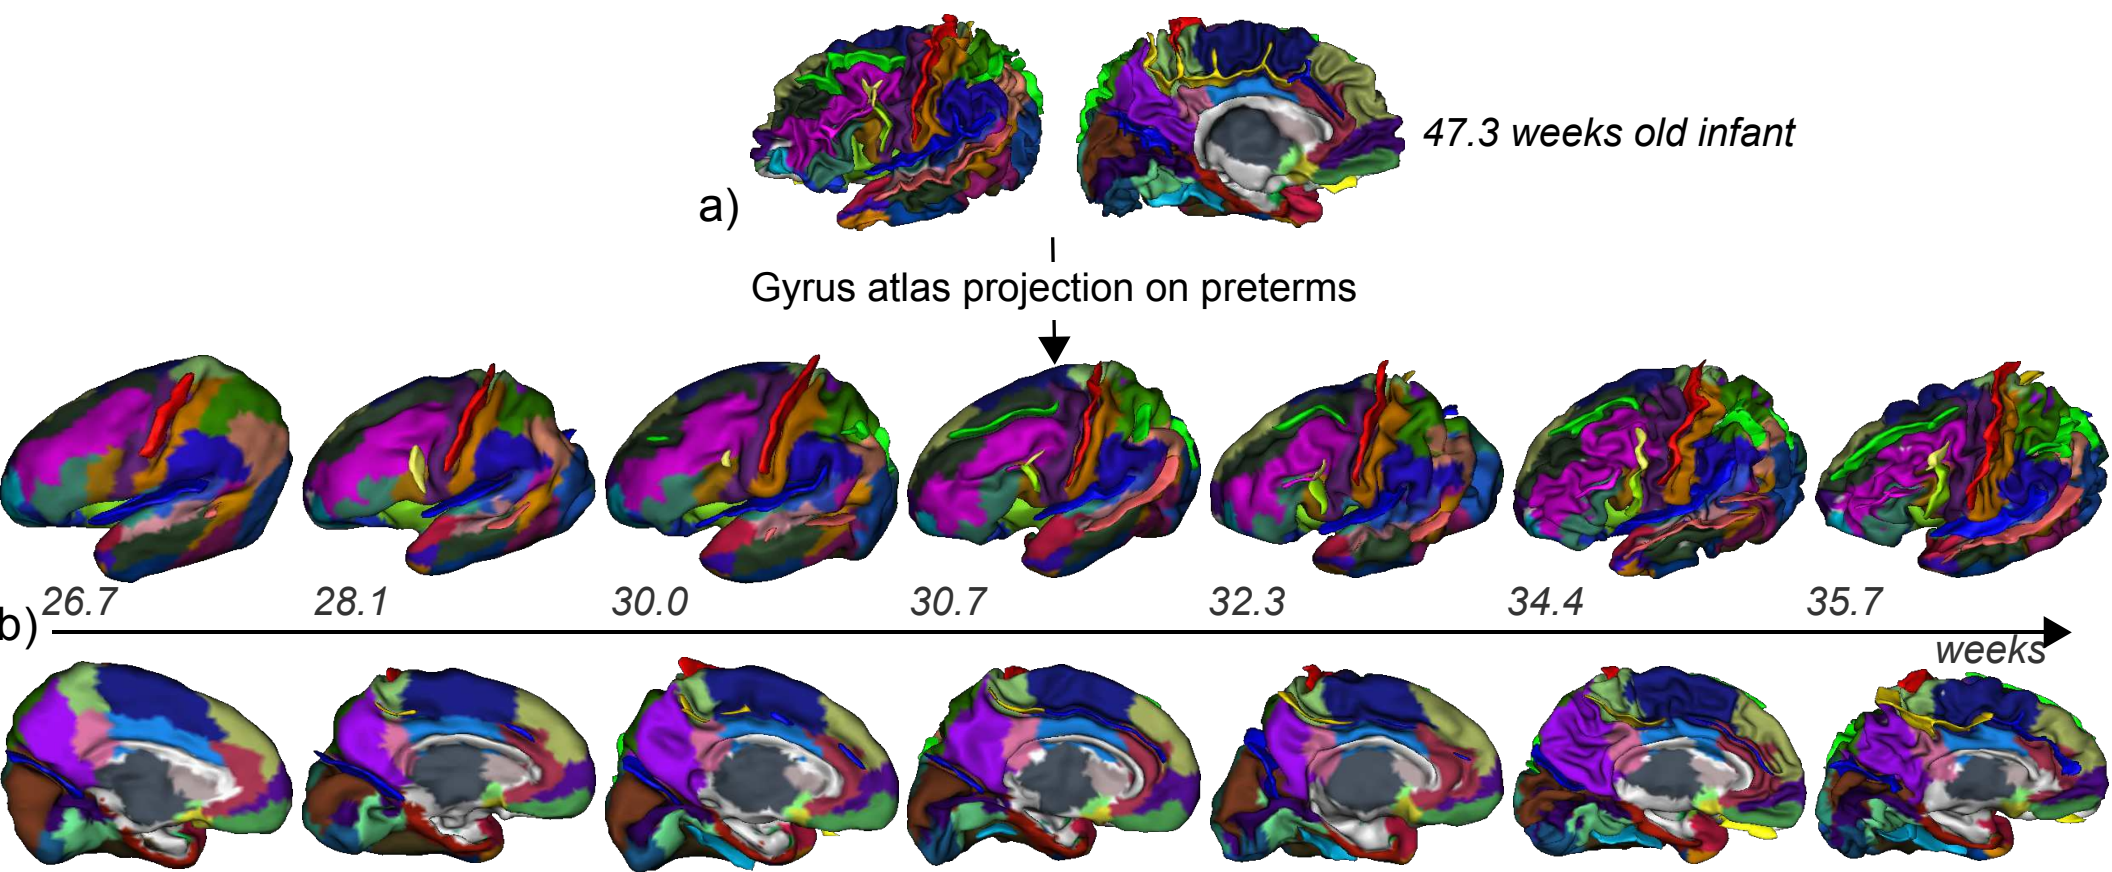 47.3 weeks old infant
a)
Gyrus atlas projection on preterms
26.7 28.1 30.0 30.7 32.3 34.4 35.7
b)
weeks